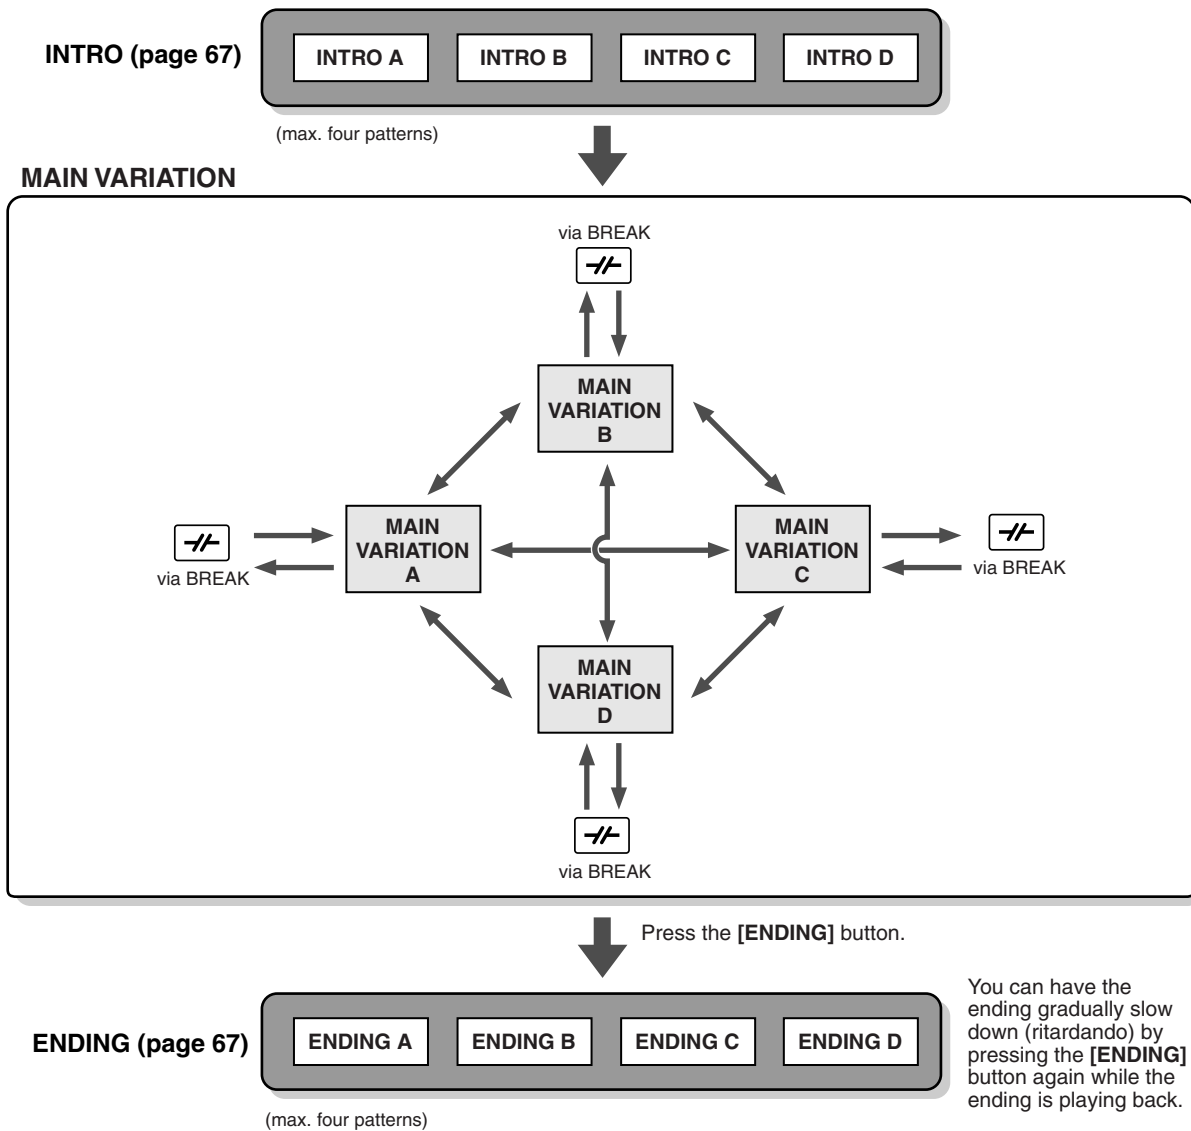 INTRO (page 67)
INTRO A
INTRO B
INTRO C
INTRO D
(max. four patterns)
MAIN VARIATION
via BREAK
MAIN
VARIATION
B
via BREAK
MAIN
VARIATION
A
MAIN
VARIATION
C
via BREAK
MAIN
VARIATION
D
via BREAK
Press the [ENDING] button.
ENDING (page 67)
ENDING A
ENDING B
ENDING C
ENDING D
(max. four patterns)
You can have the
ending gradually slow
down (ritardando) by
pressing the [ENDING]
button again while the
ending is playing back.